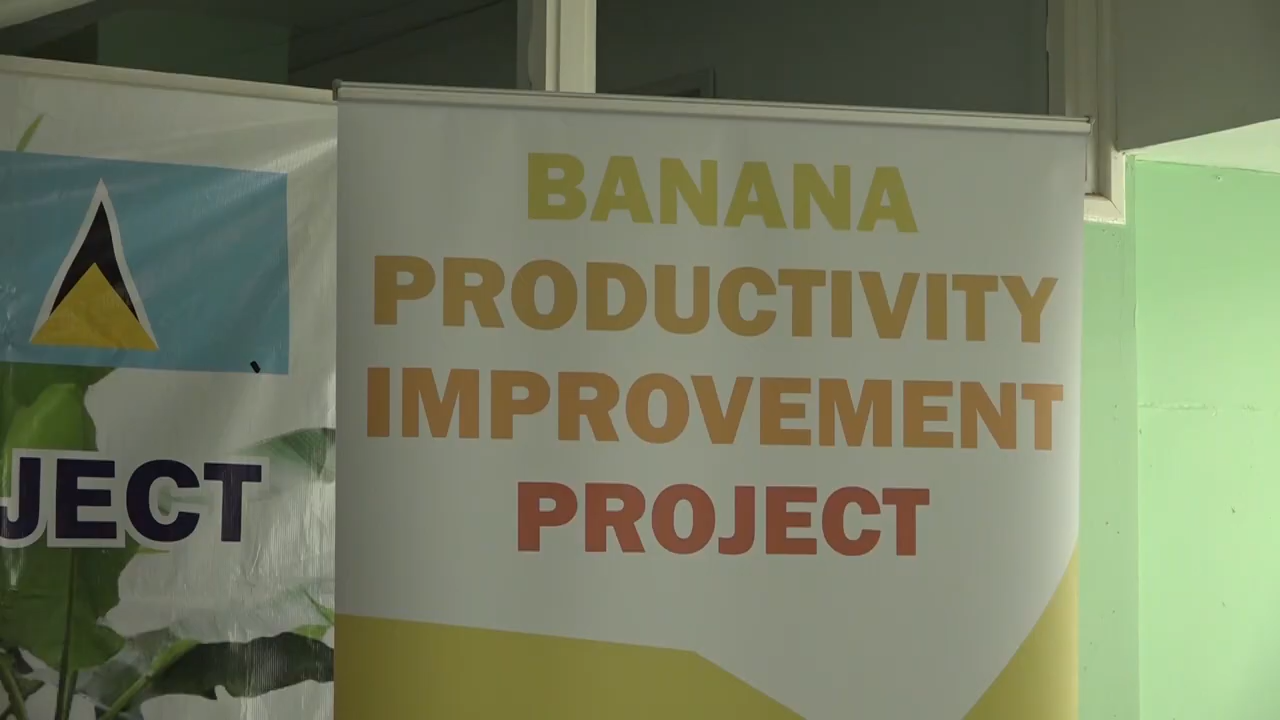 JECT
BANANA
PRODUCTIVITY
IMPROVEMENT
PROJECT